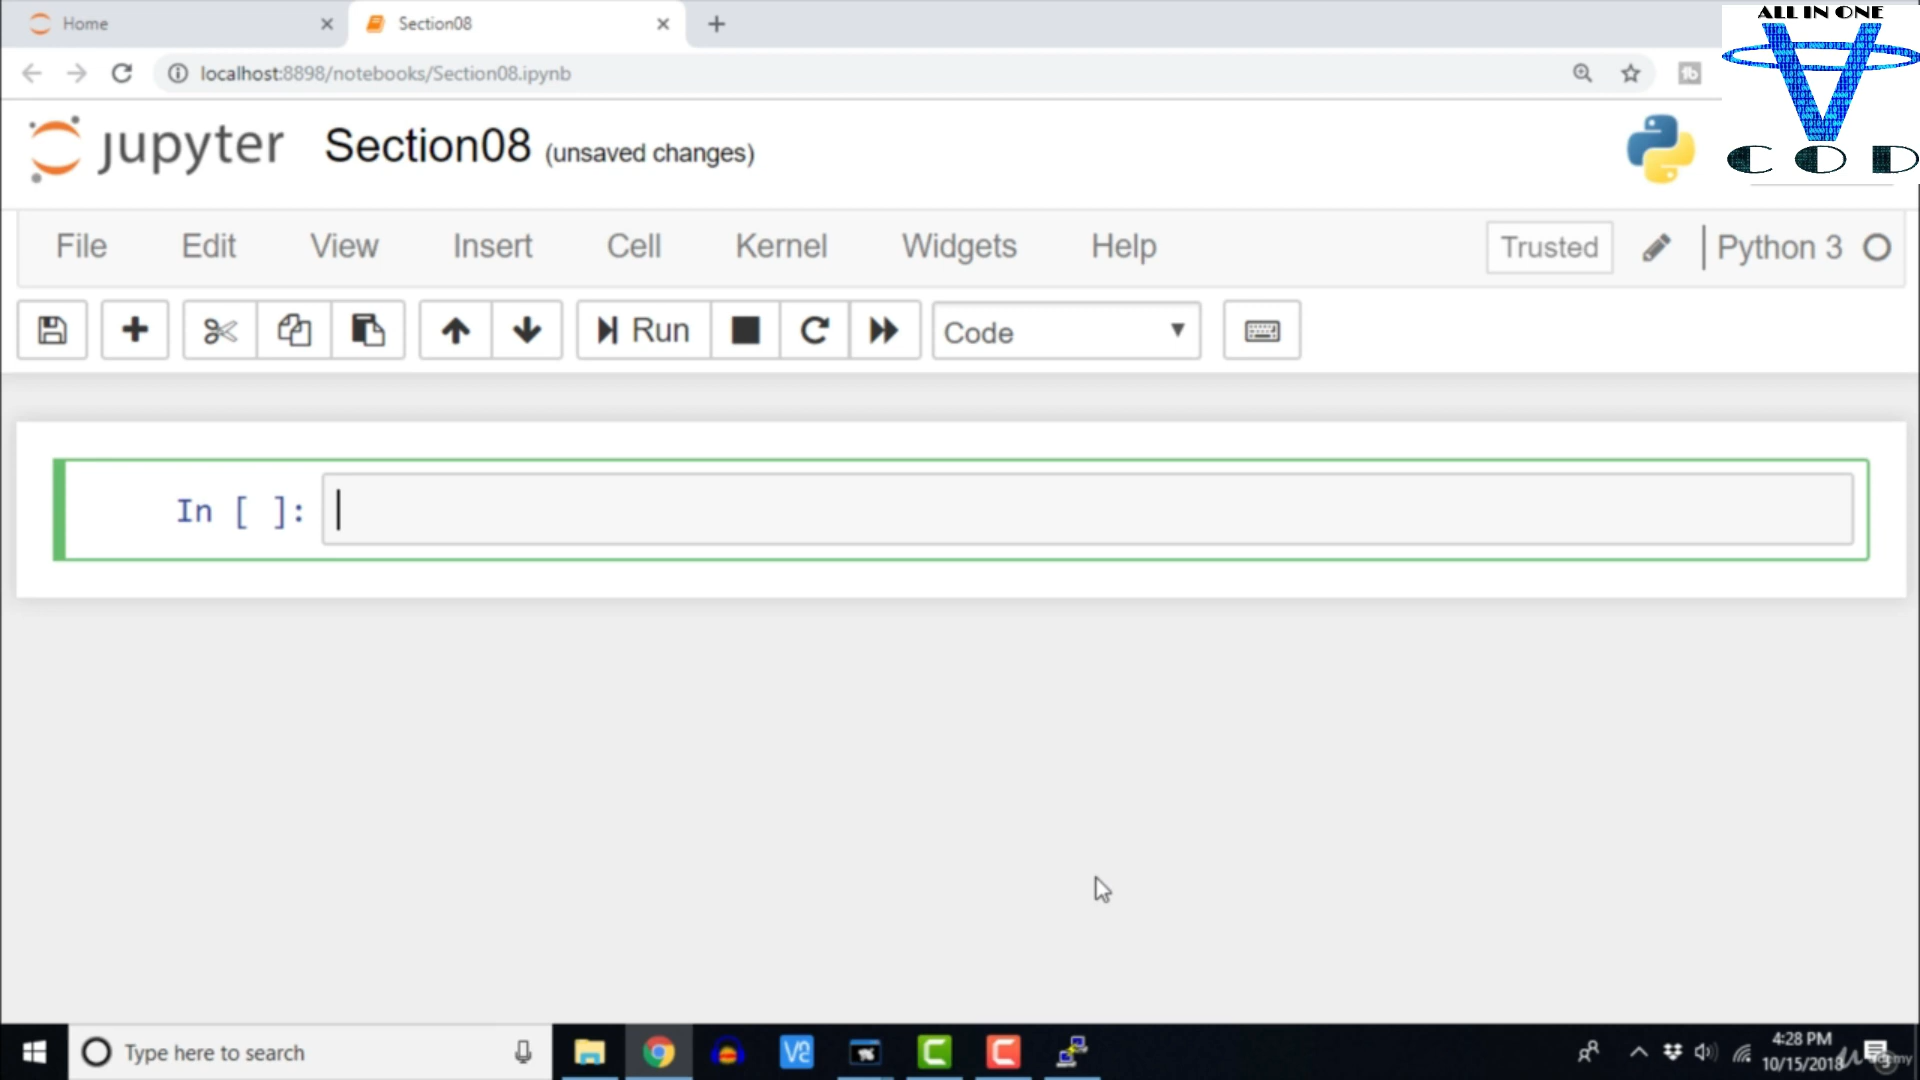 Home
Section08
ALL IN ONE
localhost:8898/notebooks/Section08.ipynb
jupyter Section08 (unsaved changes)
COD
File Edit View Insert Cell Kernel Widgets Help Trusted Python 3
Run Code
In [ ]:
Type here to search
4:28 PM
10/15/2018